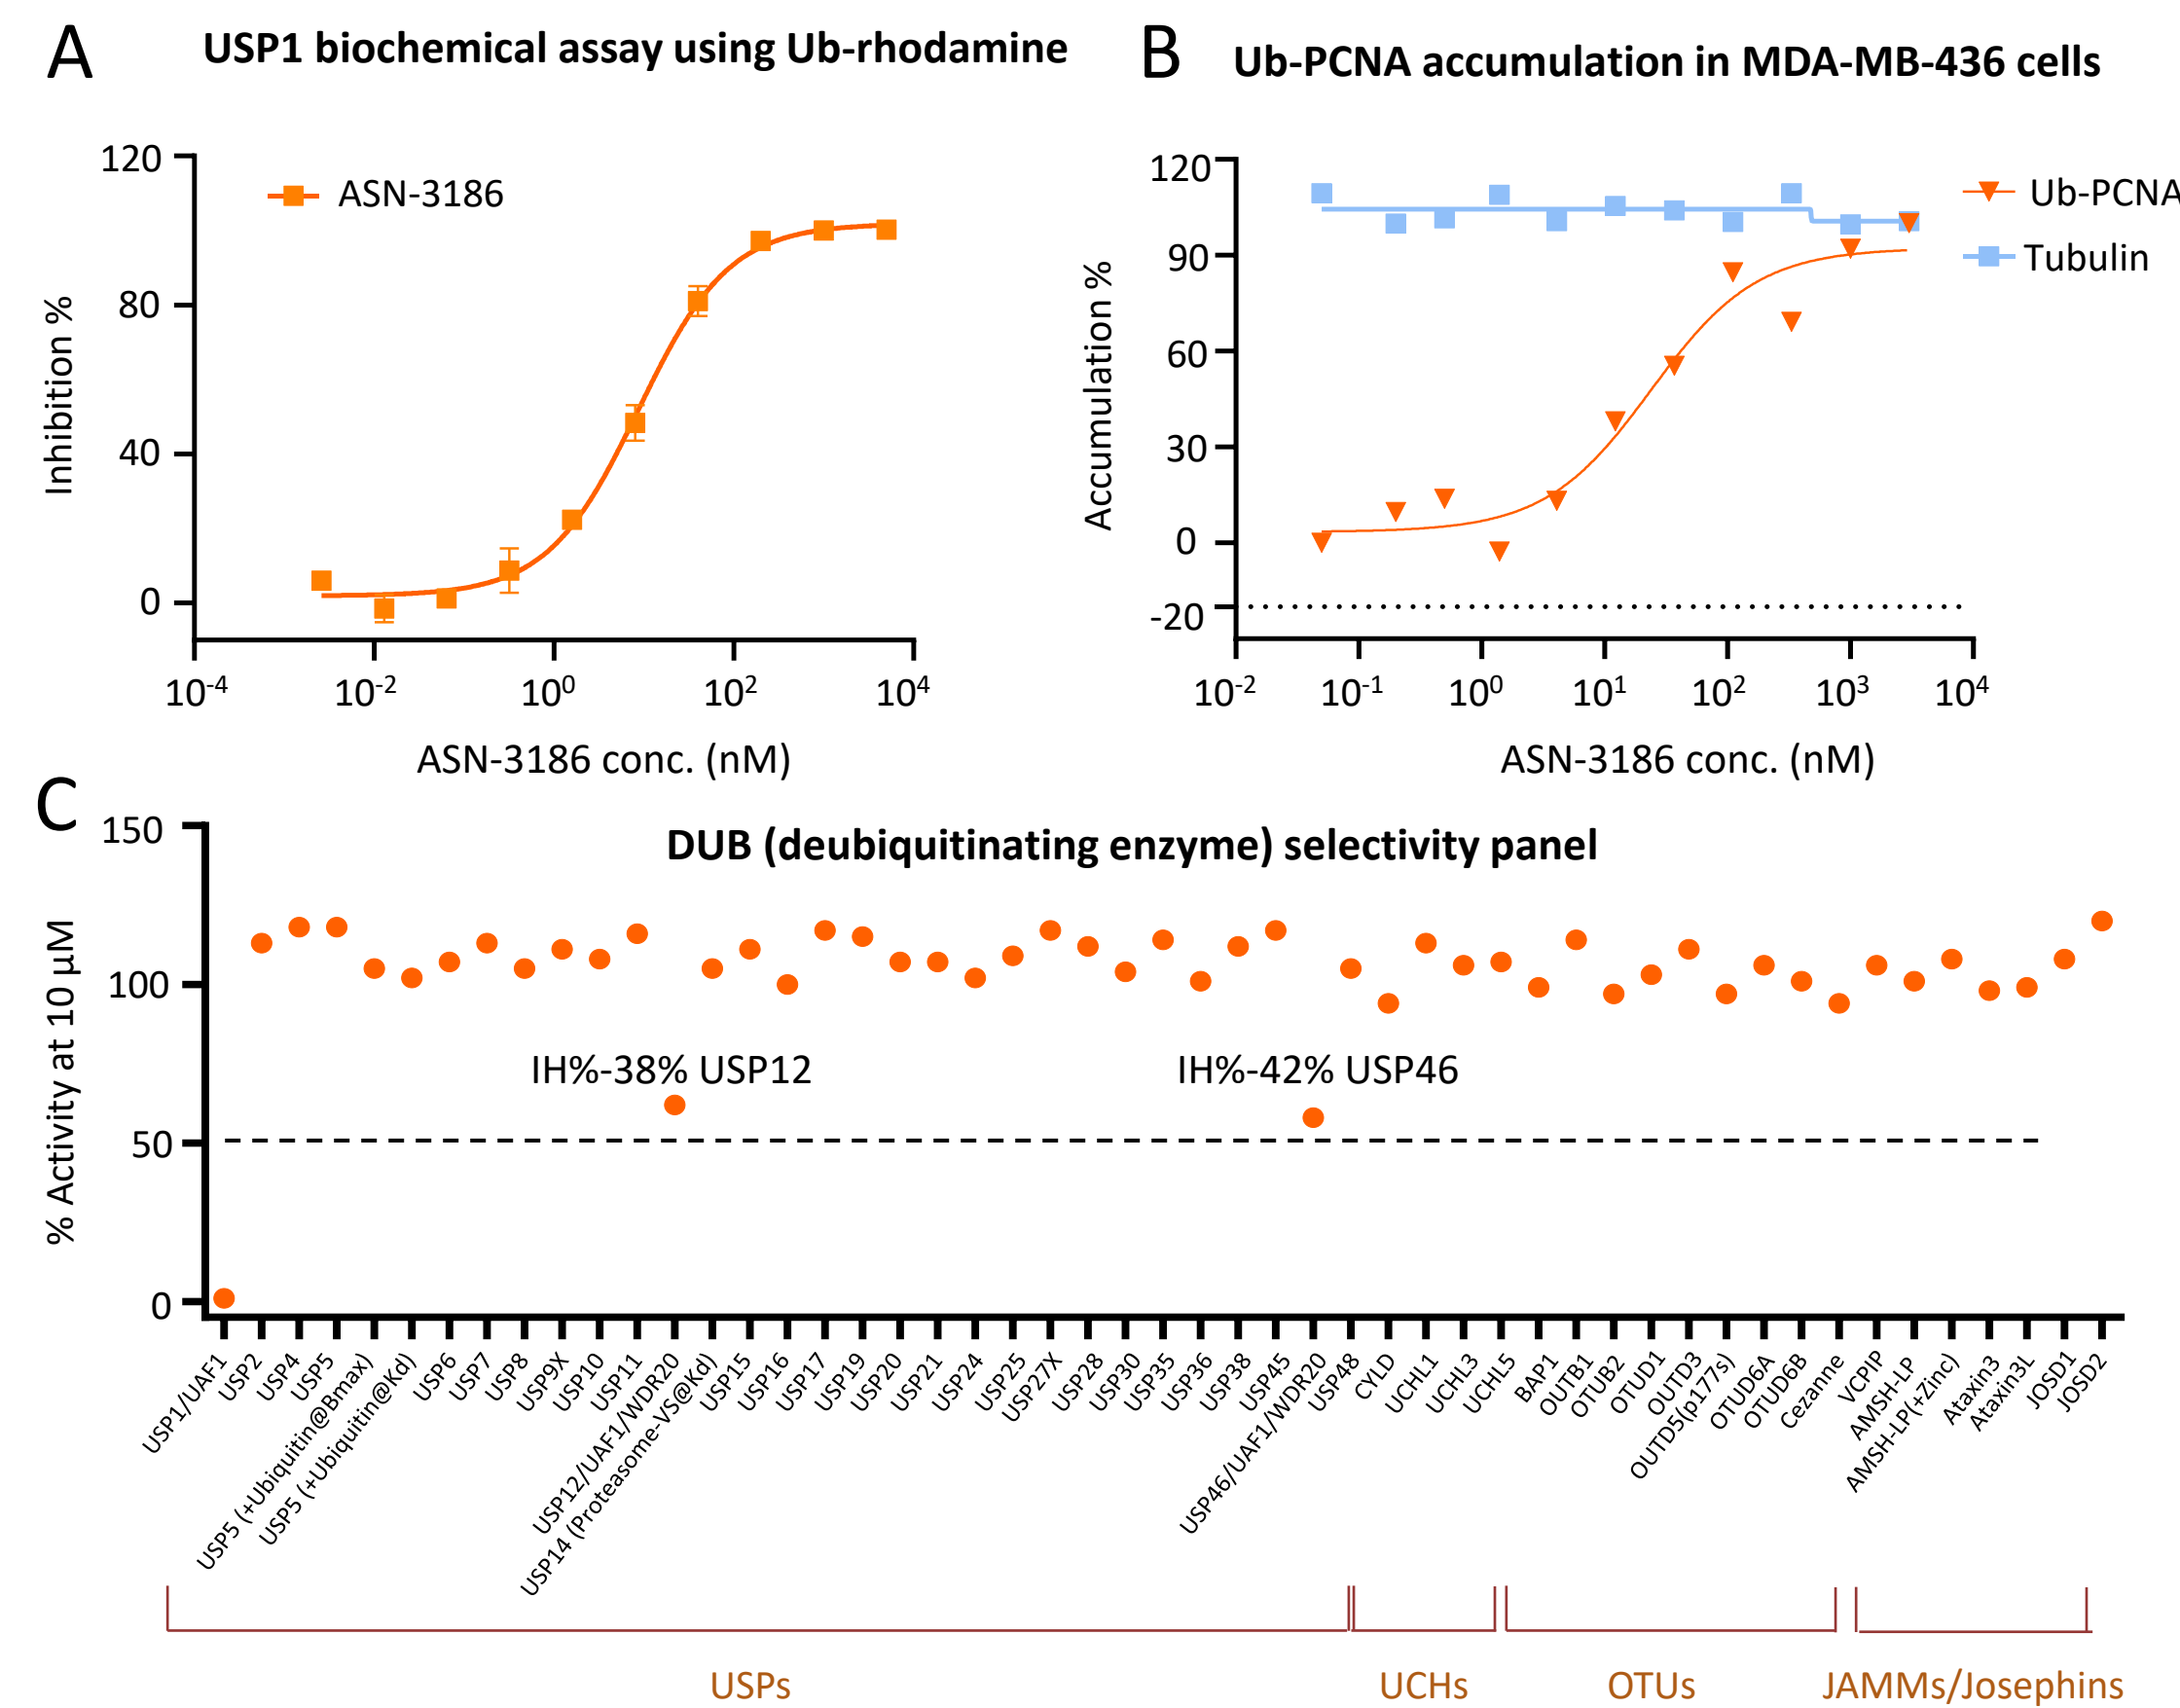 A
USP1 biochemical assay using Ub-rhodamine
120
80
40
0
Inhibition %
ASN-3186
10-4
10-2
100
102
104
ASN-3186 conc. (nM)
B
Ub-PCNA accumulation in MDA-MB-436 cells
120
90
60
30
0
-20
Accumulation %
Ub-PCNA
Tubulin
10-2
10-1
100
101
102
103
104
ASN-3186 conc. (nM)
C
DUB (deubiquitinating enzyme) selectivity panel
150
100
50
0
% Activity at 10 µM
IH%-38% USP12
IH%-42% USP46
USP1/UAF1
USP2
USP4
USP5
USP5 (+Ubiquitin@Bmax)
USP5 (+Ubiquitin@Kd)
USP6
USP7
USP8
USP9X
USP10
USP11
USP12/UAF1/WDR20
USP14 (Proteasome-VS@Kd)
USP15
USP16
USP17
USP19
USP20
USP21
USP24
USP25
USP27X
USP28
USP30
USP35
USP36
USP38
USP45
USP46/UAF1/WDR20
USP48
CYLD
UCHL1
UCHL3
UCHL5
BAP1
OUTB1
OTUB2
OTUD1
OUTD3
OUTD5(p177s)
OTUD6A
OTUD6B
Cezanne
VCPIP
AMSH-LP
AMSH-LP(+Zinc)
Ataxin3
Ataxin3L
JOSD1
JOSD2
USPs
UCHs
OTUs
JAMMs/Josephins